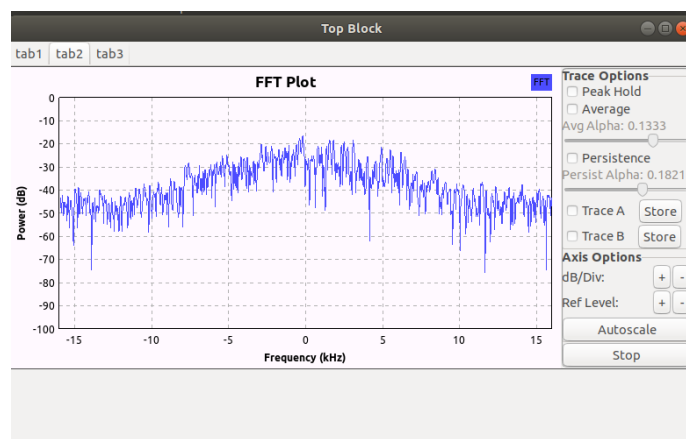 Top Block
tab1 tab2 tab3
FFT Plot
FFT
0
-10
-20
-30
-40
-50
-60
-70
-80
-90
-100
Power (dB)
-15 -10 -5 0 5 10 15
Frequency (kHz)
Trace Options
Peak Hold
Average
Avg Alpha: 0.1333
Persistence
Persist Alpha: 0.1821
Trace A Store
Trace B Store
Axis Options
dB/Div: + -
Ref Level: + -
Autoscale
Stop